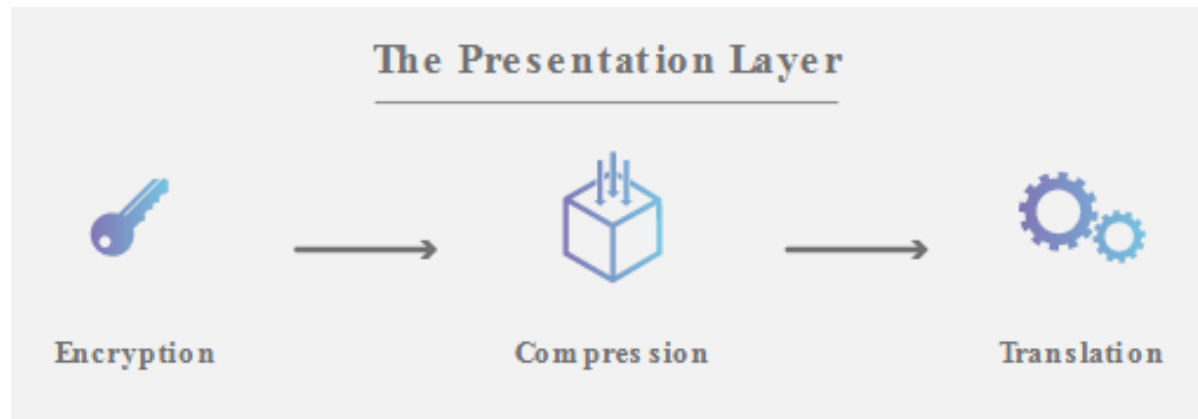 The Presentation Layer
Encryption
Compression
Translation